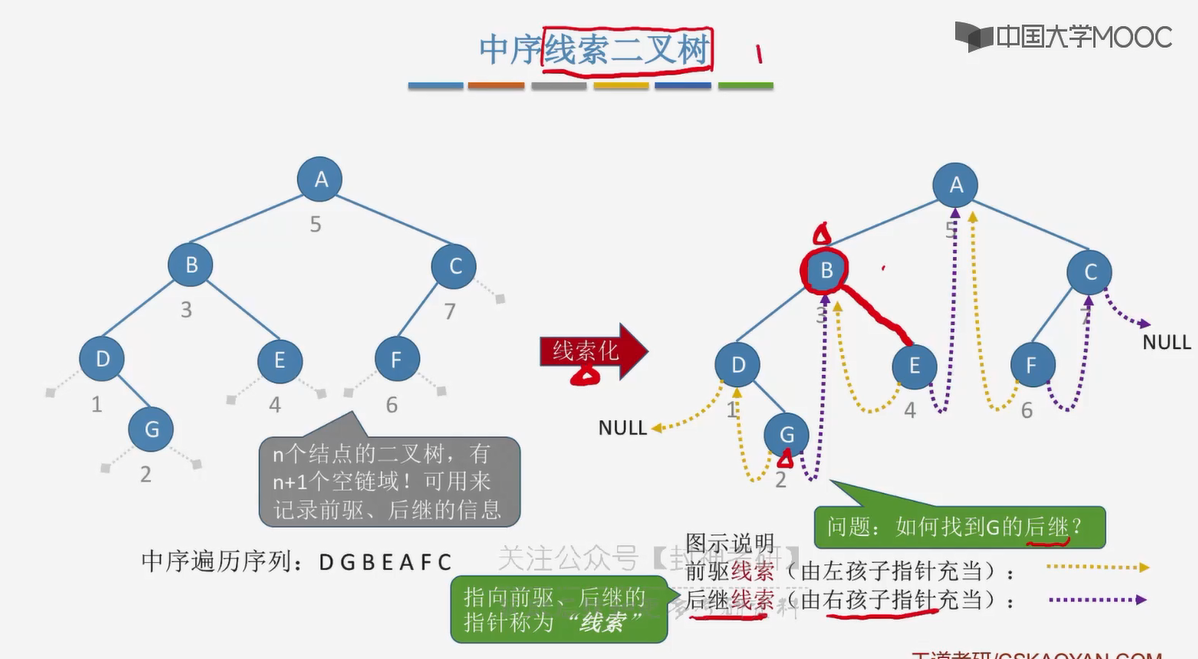 中国大学MOOC
中序线索二叉树
A
5
B
3
C
7
D
1
E
4
F
6
G
2
线索化
A
5
B
3
C
7
NULL
D
1
E
4
F
6
NULL
G
2
n个结点的二叉树，有
n+1个空链域！可用来
记录前驱、后继的信息
问题：如何找到G的后继？
中序遍历序列：D G B E A F C
关注公众号【封神考研】
图示说明
前驱线索（由左孩子指针充当）：
后继线索（由右孩子指针充当）：
指向前驱、后继的
指针称为“线索”
王道考研/CSKAOYAN.COM